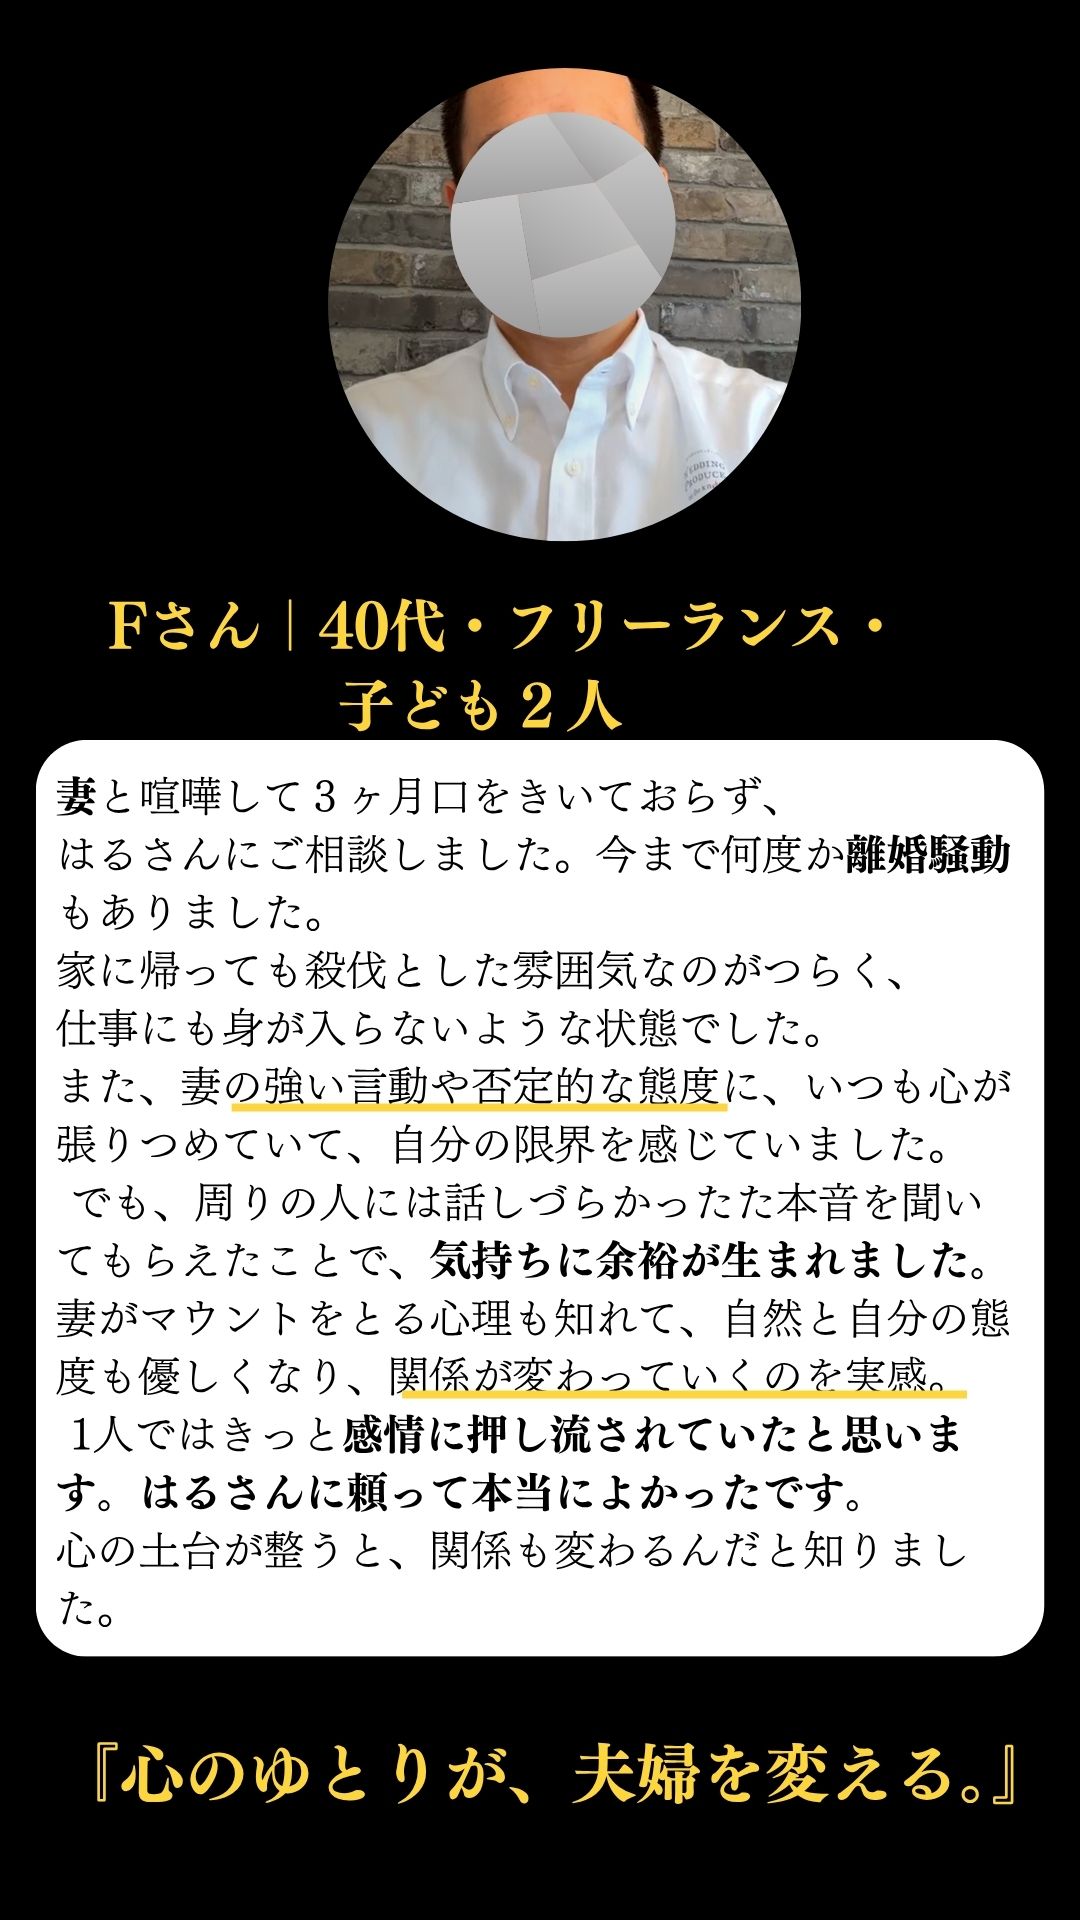 WEDDING
PRODUCE
Fさん｜40代・フリーランス・
子ども２人
妻と喧嘩して３ヶ月口をきいておらず、
はるさんにご相談しました。今まで何度か離婚騒動
もありました。
家に帰っても殺伐とした雰囲気なのがつらく、
仕事にも身が入らないような状態でした。
また、妻の強い言動や否定的な態度に、いつも心が
張りつめていて、自分の限界を感じていました。
でも、周りの人には話しづらかったた本音を聞い
てもらえたことで、気持ちに余裕が生まれました。
妻がマウントをとる心理も知れて、自然と自分の態
度も優しくなり、関係が変わっていくのを実感。
1人ではきっと感情に押し流されていたと思いま
す。はるさんに頼って本当によかったです。
心の土台が整うと、関係も変わるんだと知りまし
た。
『心のゆとりが、夫婦を変える。』